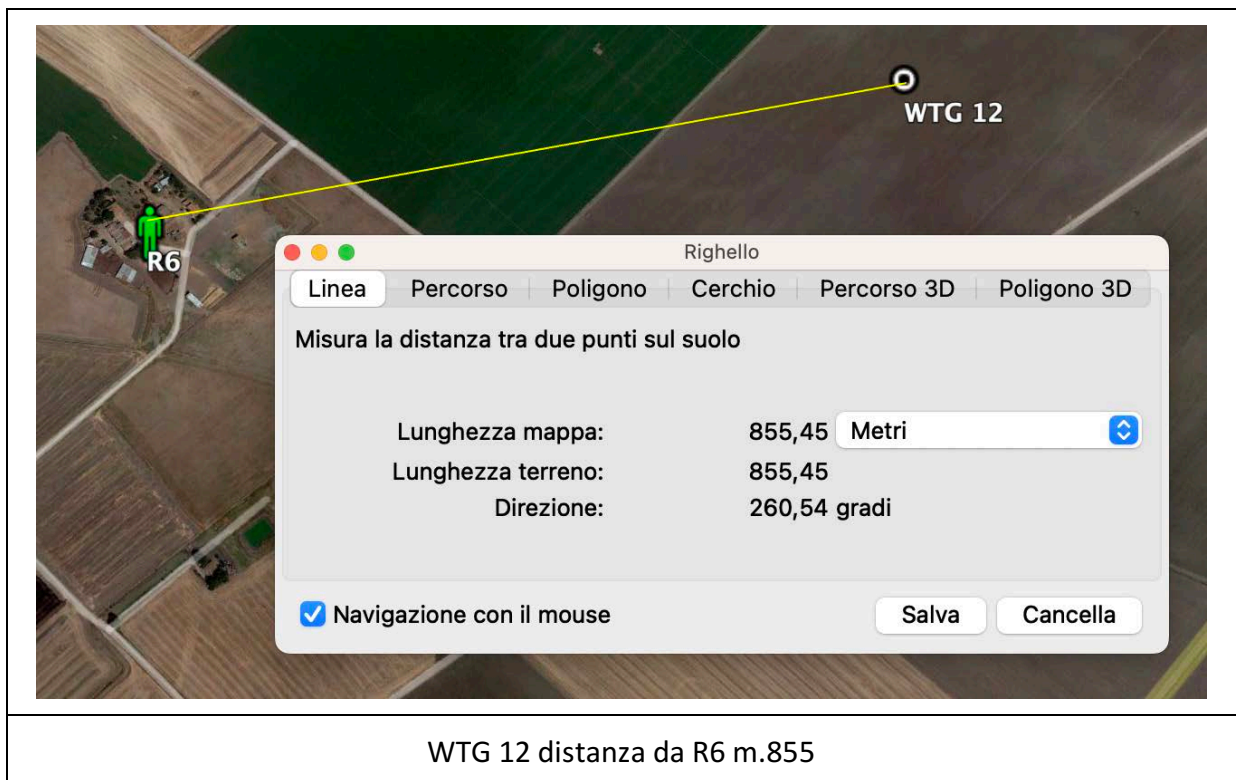 WTG 12
R6
Righello
Linea Percorso Poligono Cerchio Percorso 3D Poligono 3D
Misura la distanza tra due punti sul suolo
Lunghezza mappa: 855,45 Metri
Lunghezza terreno: 855,45
Direzione: 260,54 gradi
Navigazione con il mouse Salva Cancella
WTG 12 distanza da R6 m.855